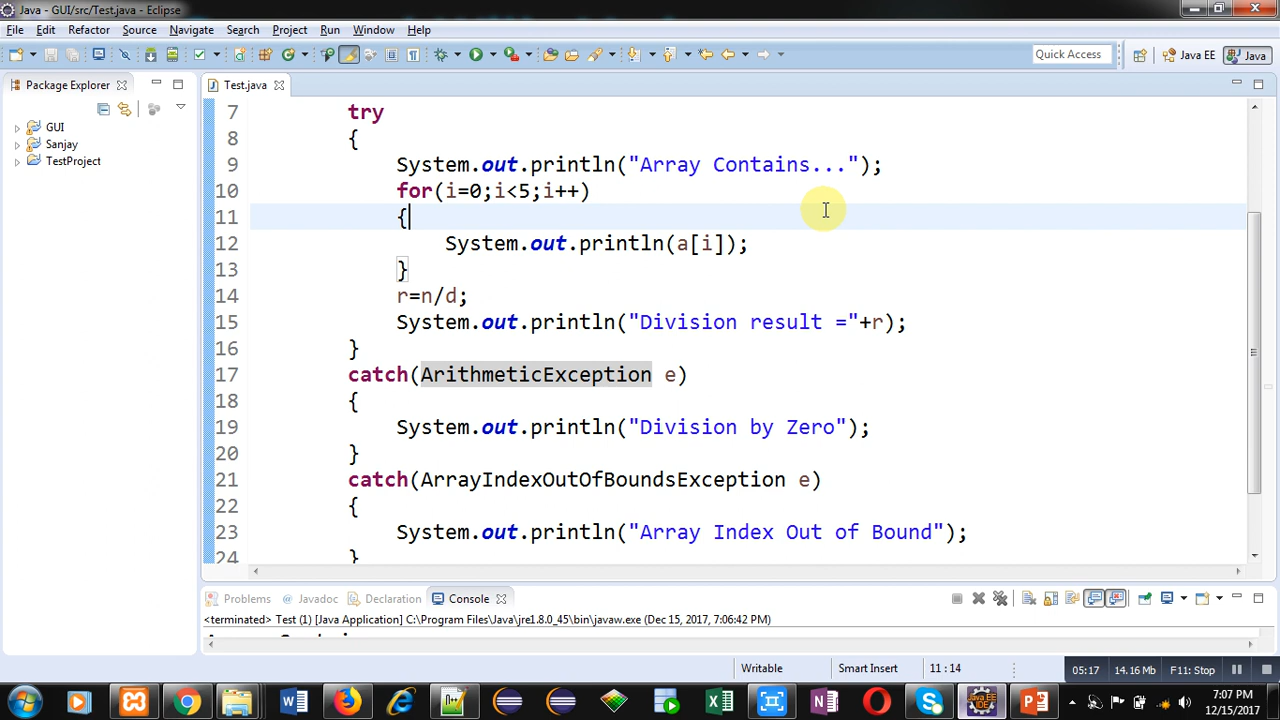 Java - GUI/src/Test.java - Eclipse
File Edit Refactor Source Navigate Search Project Run Window Help
Quick Access Java EE Java
Package Explorer
GUI
Sanjay
TestProject
Test.java
7 try
8 {
9 System.out.println("Array Contains...");
10 for(i=0;i<5;i++)
11 {
12 System.out.println(a[i]);
13 }
14 r=n/d;
15 System.out.println("Division result ="+r);
16 }
17 catch(ArithmeticException e)
18 {
19 System.out.println("Division by Zero");
20 }
21 catch(ArrayIndexOutOfBoundsException e)
22 {
23 System.out.println("Array Index Out of Bound");
24 }
Problems Javadoc Declaration Console
<terminated> Test (1) [Java Application] C:\Program Files\Java\jre1.8.0_45\bin\javaw.exe (Dec 15, 2017, 7:06:42 PM)
Writable Smart Insert 11 : 14 05:17 14.16 Mb F11: Stop
7:07 PM
12/15/2017